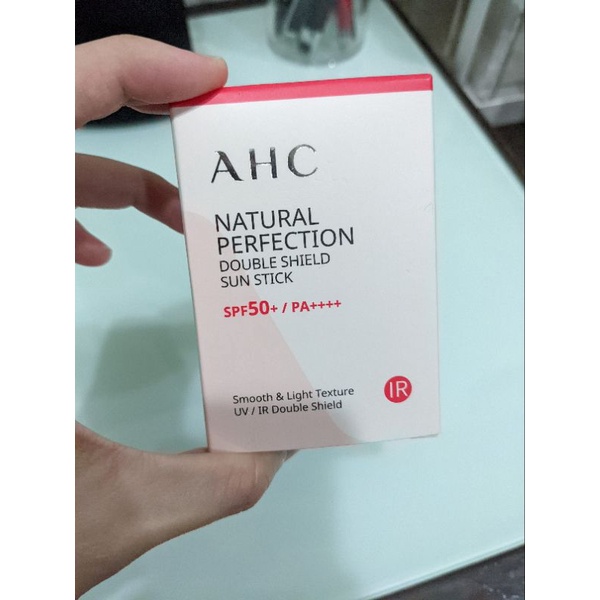 AHC
NATURAL
PERFECTION
DOUBLE SHIELD
SUN STICK
SPF50+ / PA++++
Smooth & Light Texture
UV / IR Double Shield
IR